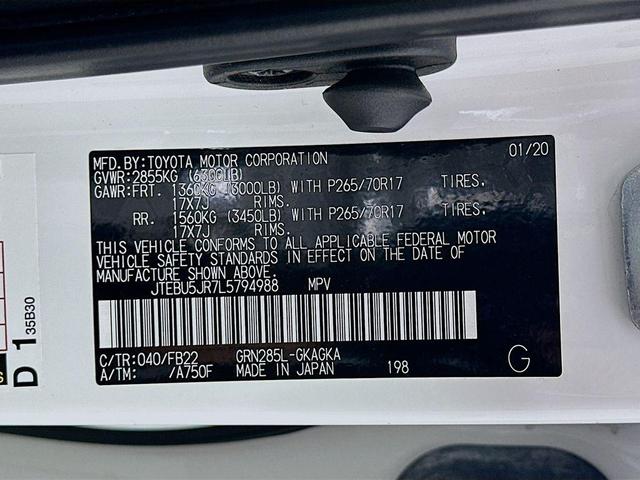 MFD. BY: TOYOTA MOTOR CORPORATION 01/20
GVWR: 2855KG (6300LB)
GAWR: FRT. 1360KG (3000LB) WITH P265/70R17 TIRES,
17X7J RIMS.
RR. 1560KG (3450LB) WITH P265/70R17 TIRES,
17X7J RIMS.
THIS VEHICLE CONFORMS TO ALL APPLICABLE FEDERAL MOTOR
VEHICLE SAFETY STANDARDS IN EFFECT ON THE DATE OF
MANUFACTURE SHOWN ABOVE.
JTEBU5JR7L5794988 MPV
C/TR: 040/FB22 GRN285L-GKAGKA
A/TM: /A750F MADE IN JAPAN 198 G
D 1 35B30